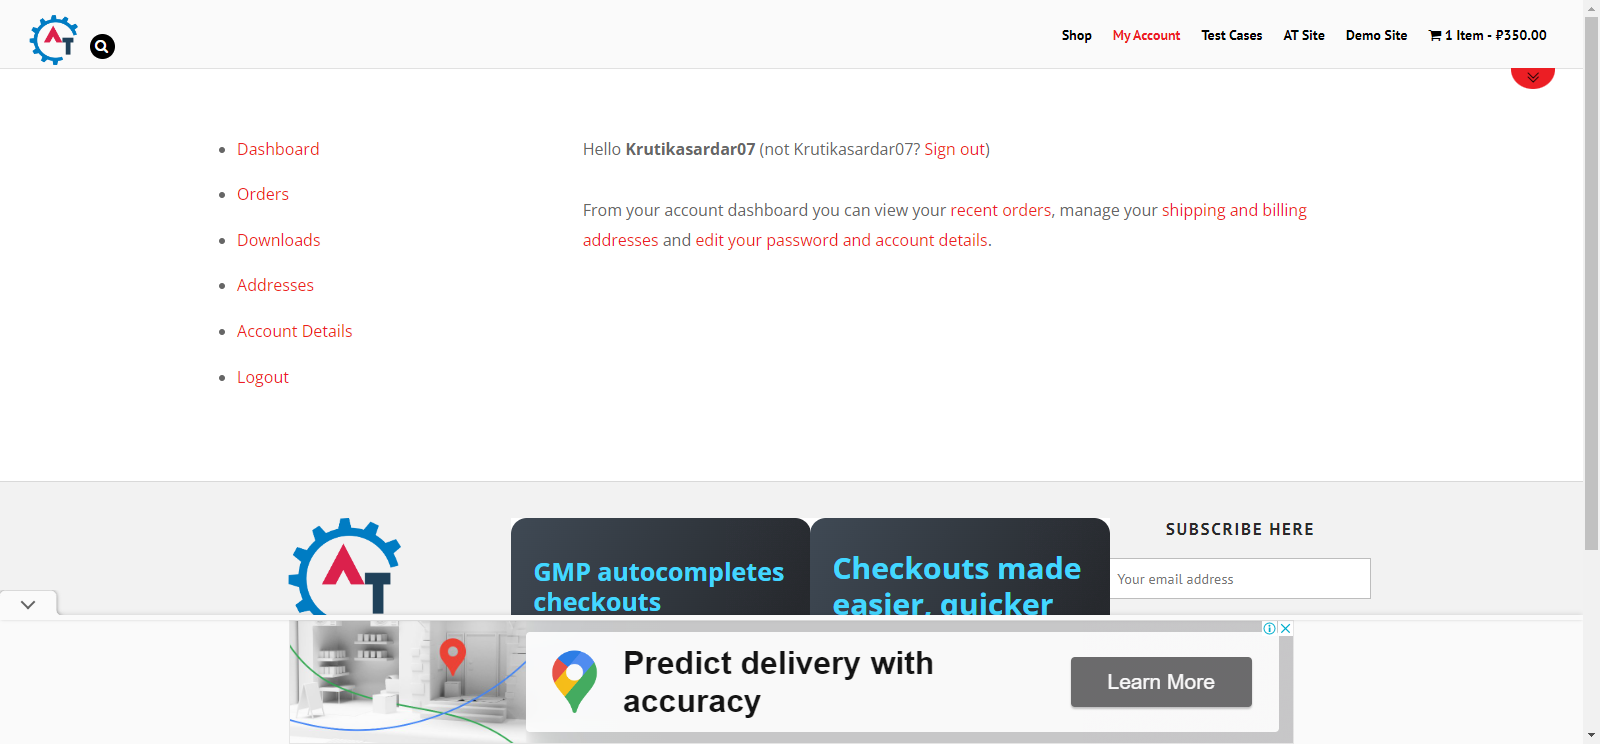 AT
Shop My Account Test Cases AT Site Demo Site 1 Item - ₽350.00
Dashboard
Orders
Downloads
Addresses
Account Details
Logout
Hello Krutikasardar07 (not Krutikasardar07? Sign out)
From your account dashboard you can view your recent orders, manage your shipping and billing
addresses and edit your password and account details.
AT
GMP autocompletes
checkouts
Checkouts made
easier, quicker
SUBSCRIBE HERE
Your email address
Predict delivery with
accuracy
Learn More